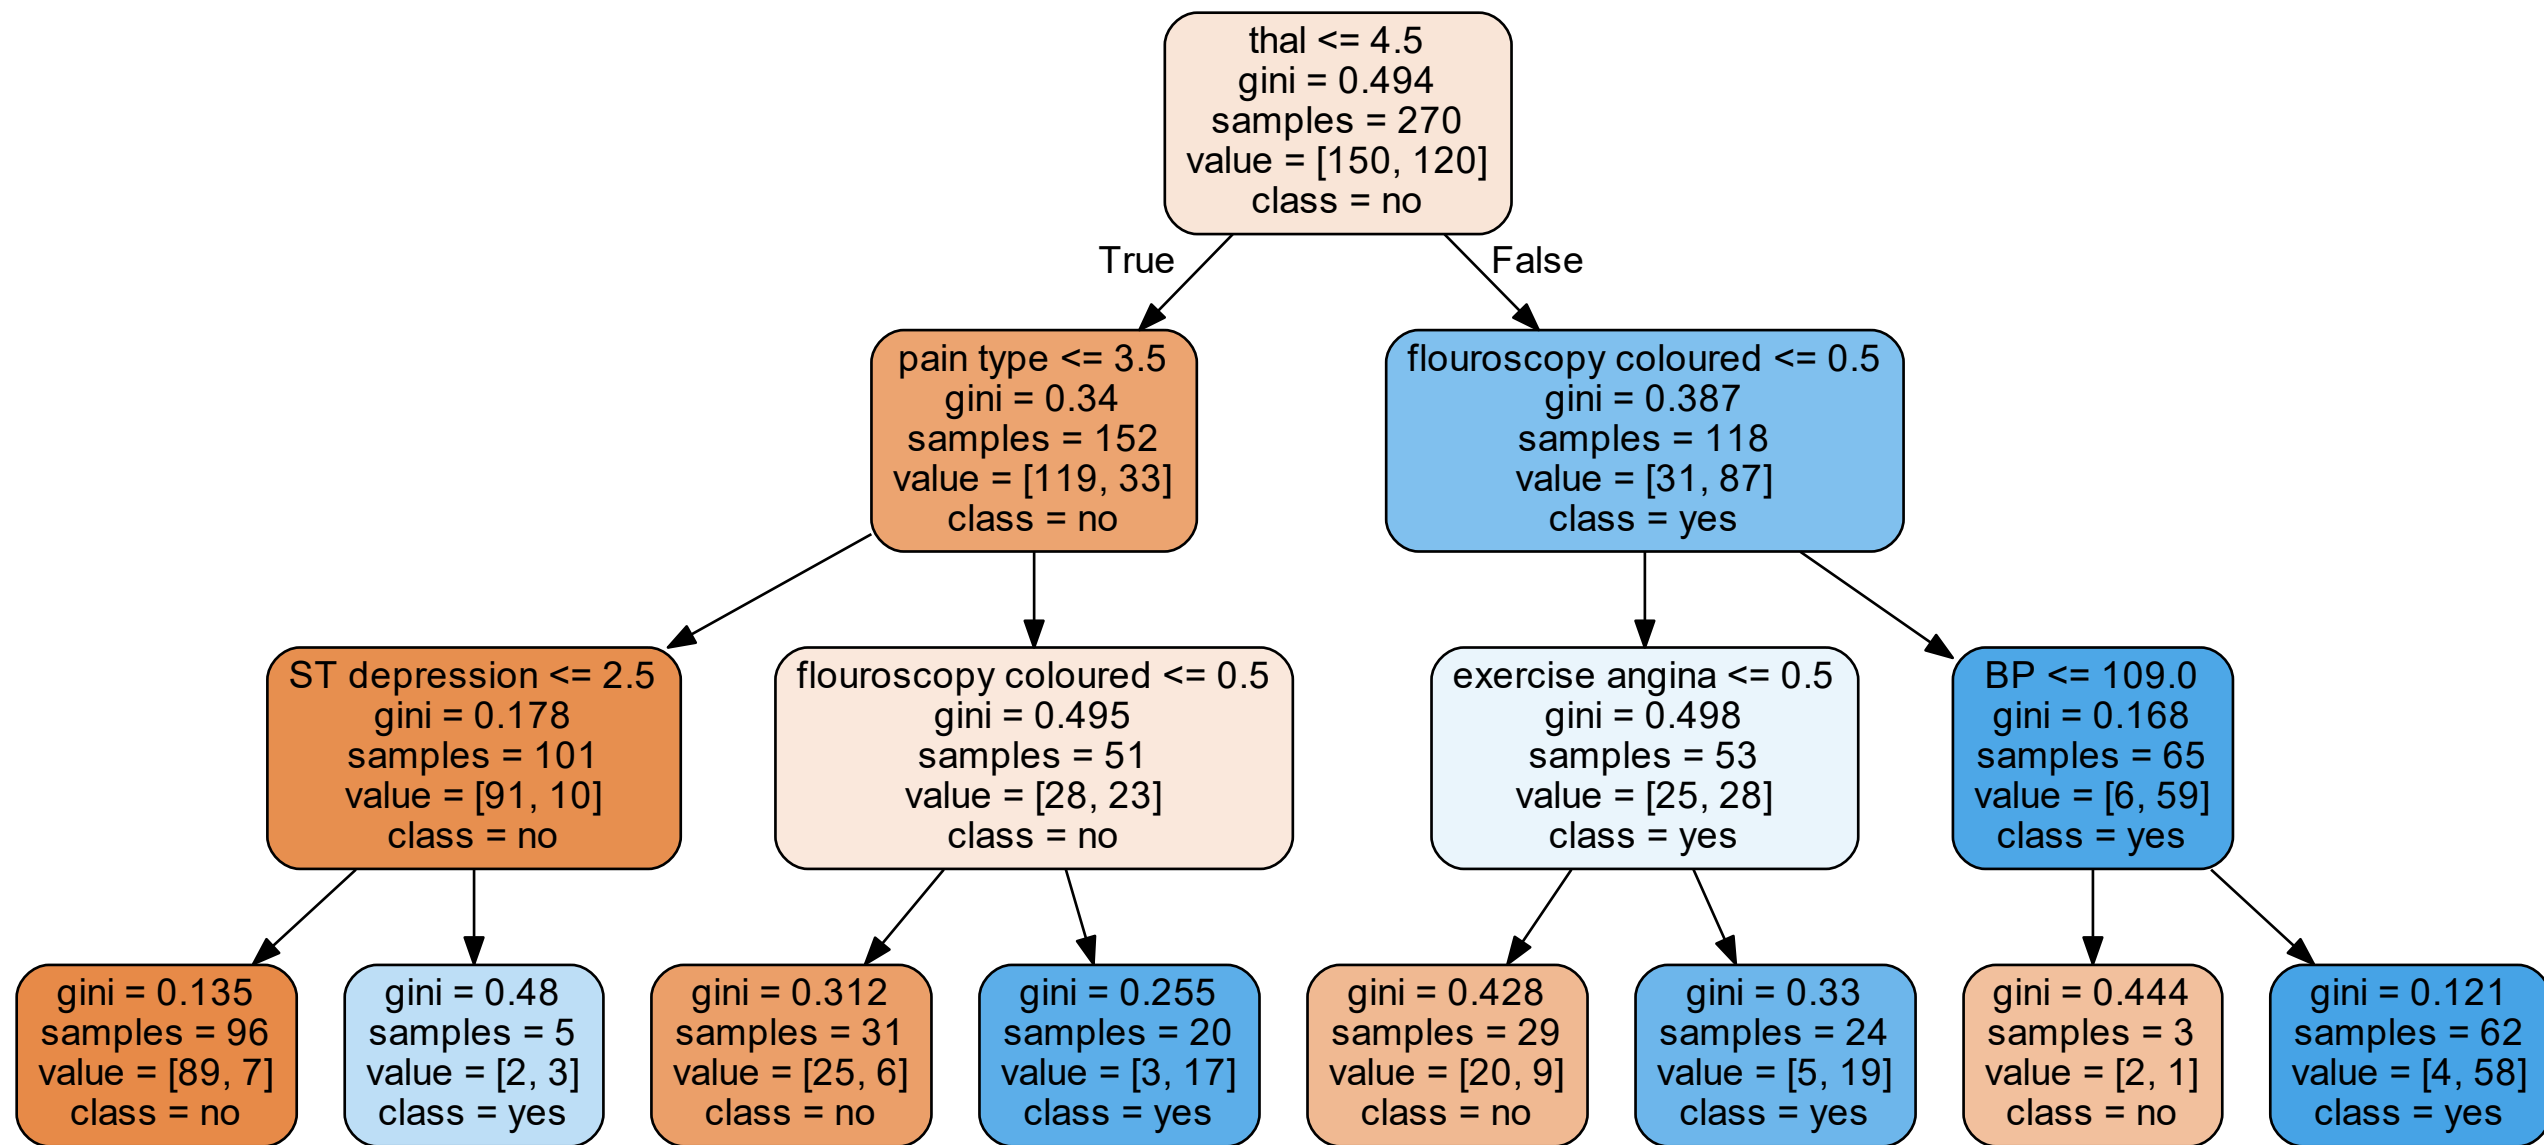 thal <= 4.5
gini = 0.494
samples = 270
value = [150, 120]
class = no
True
False
pain type <= 3.5
gini = 0.34
samples = 152
value = [119, 33]
class = no
flouroscopy coloured <= 0.5
gini = 0.387
samples = 118
value = [31, 87]
class = yes
ST depression <= 2.5
gini = 0.178
samples = 101
value = [91, 10]
class = no
flouroscopy coloured <= 0.5
gini = 0.495
samples = 51
value = [28, 23]
class = no
exercise angina <= 0.5
gini = 0.498
samples = 53
value = [25, 28]
class = yes
BP <= 109.0
gini = 0.168
samples = 65
value = [6, 59]
class = yes
gini = 0.135
samples = 96
value = [89, 7]
class = no
gini = 0.48
samples = 5
value = [2, 3]
class = yes
gini = 0.312
samples = 31
value = [25, 6]
class = no
gini = 0.255
samples = 20
value = [3, 17]
class = yes
gini = 0.428
samples = 29
value = [20, 9]
class = no
gini = 0.33
samples = 24
value = [5, 19]
class = yes
gini = 0.444
samples = 3
value = [2, 1]
class = no
gini = 0.121
samples = 62
value = [4, 58]
class = yes